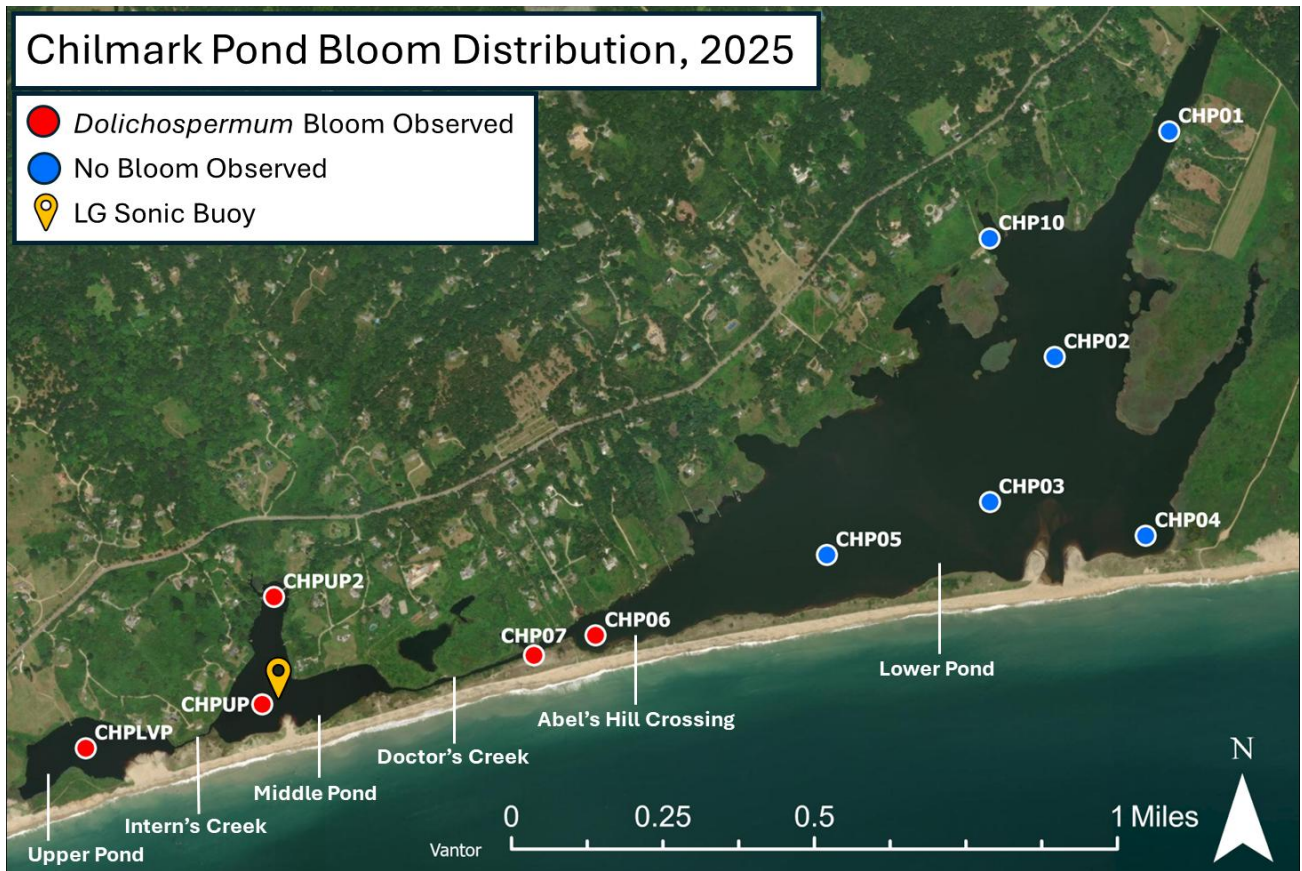 Chilmark Pond Bloom Distribution, 2025
Dolichospermum Bloom Observed
No Bloom Observed
LG Sonic Buoy
CHP01
CHP10
CHP02
CHP03
CHP04
CHP05
CHPUP2
CHP06
CHP07
Lower Pond
CHPUP
Abel's Hill Crossing
CHPLVP
Doctor's Creek
Middle Pond
Intern's Creek
Upper Pond
N
0 0.25 0.5 1 Miles
Vantor